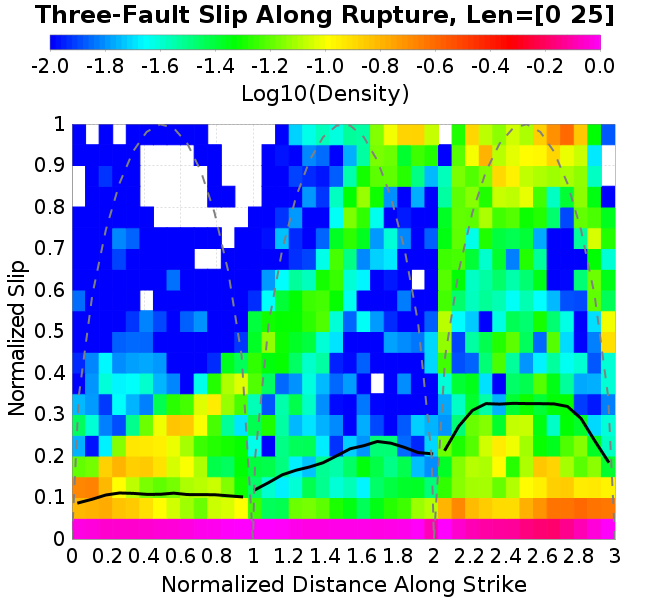 Three-Fault Slip Along Rupture, Len=[0 25]
-2.0 -1.8 -1.6 -1.4 -1.2 -1.0 -0.8 -0.6 -0.4 -0.2 0.0
Log10(Density)
1
0.9
0.8
0.7
0.6
0.5
0.4
0.3
0.2
0.1
0
Normalized Slip
0 0.2 0.4 0.6 0.8 1 1.2 1.4 1.6 1.8 2 2.2 2.4 2.6 2.8 3
Normalized Distance Along Strike